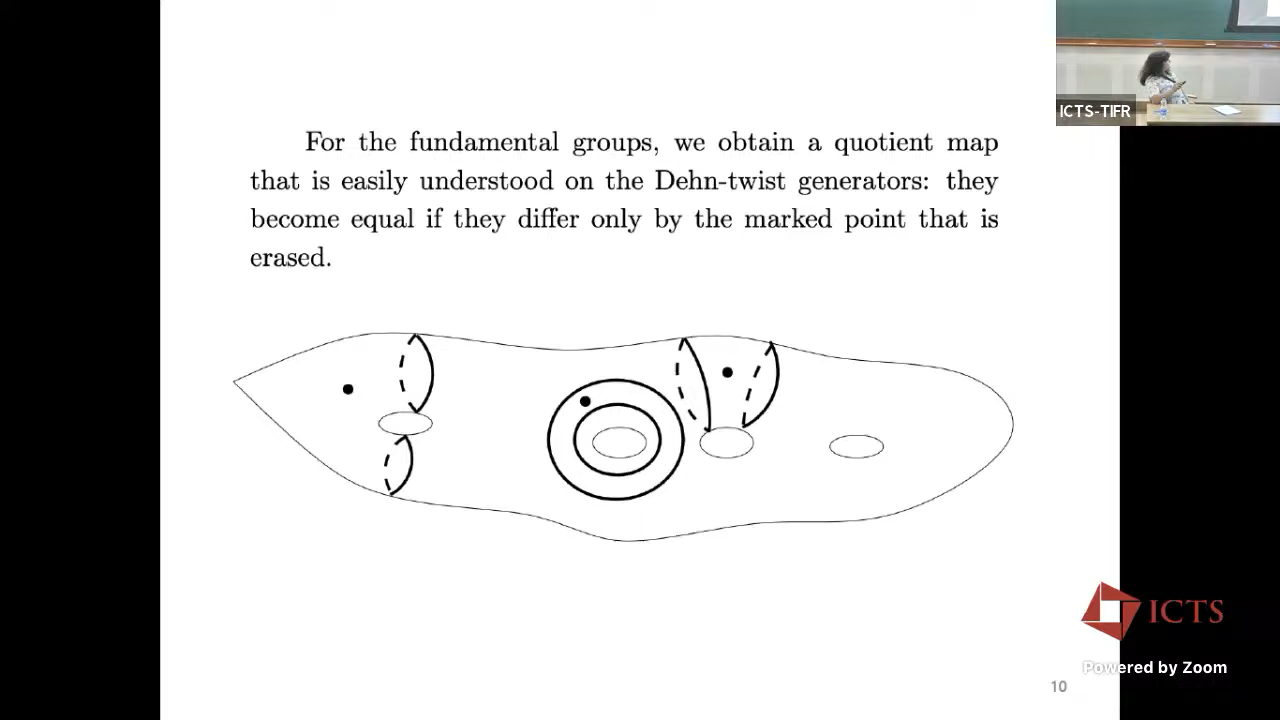 For the fundamental groups, we obtain a quotient map
that is easily understood on the Dehn-twist generators: they
become equal if they differ only by the marked point that is
erased.
ICTS-TIFR
ICTS
Powered by Zoom
10